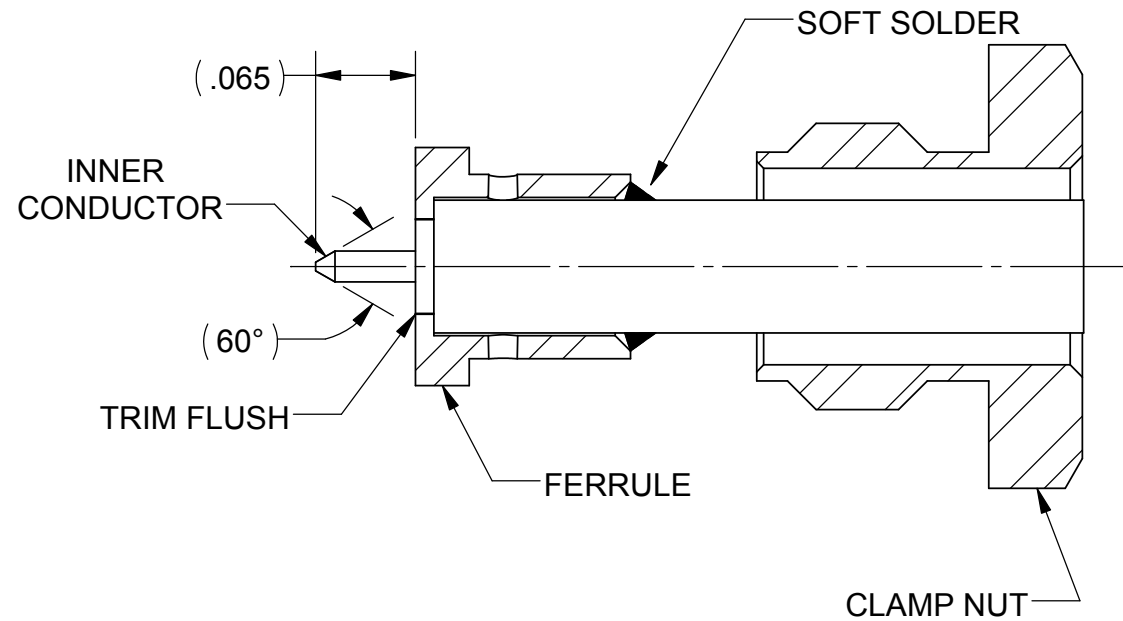 SOFT SOLDER
(.065)
INNER
CONDUCTOR
(60°)
TRIM FLUSH
FERRULE
CLAMP NUT